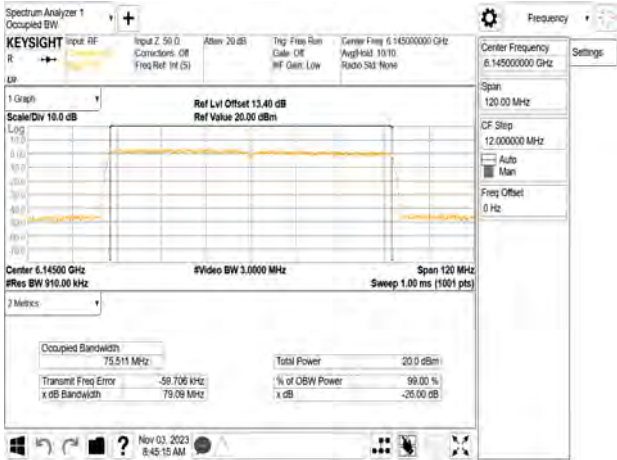 Spectrum Analyzer 1
Occupied BW
+
Frequency
KEYSIGHT Input: RF
R
Input Z: 50 Ω
Corrections: Off
Freq Ref: Int (S)
Atten: 20 dB
Trig: Free Run
Gate: Off
#IF Gain: Low
Center Freq: 6.145000000 GHz
Avg|Hold: 10/10
Radio Std: None
Center Frequency
6.145000000 GHz
Settings
Span
120.00 MHz
CF Step
12.000000 MHz
Auto
Man
Freq Offset
0 Hz
1 Graph
Scale/Div 10.0 dB
Ref Lvl Offset 13.40 dB
Ref Value 20.00 dBm
Log
10.0
0.00
Center 6.14500 GHz
#Video BW 3.0000 MHz
Span 120 MHz
#Res BW 910.00 kHz
Sweep 1.00 ms (1001 pts)
2 Metrics
Occupied Bandwidth
75.511 MHz
Total Power
20.0 dBm
Transmit Freq Error
-59.706 kHz
% of OBW Power
99.00 %
x dB Bandwidth
79.09 MHz
x dB
-26.00 dB
?
Nov 03, 2023
8:45:15 AM